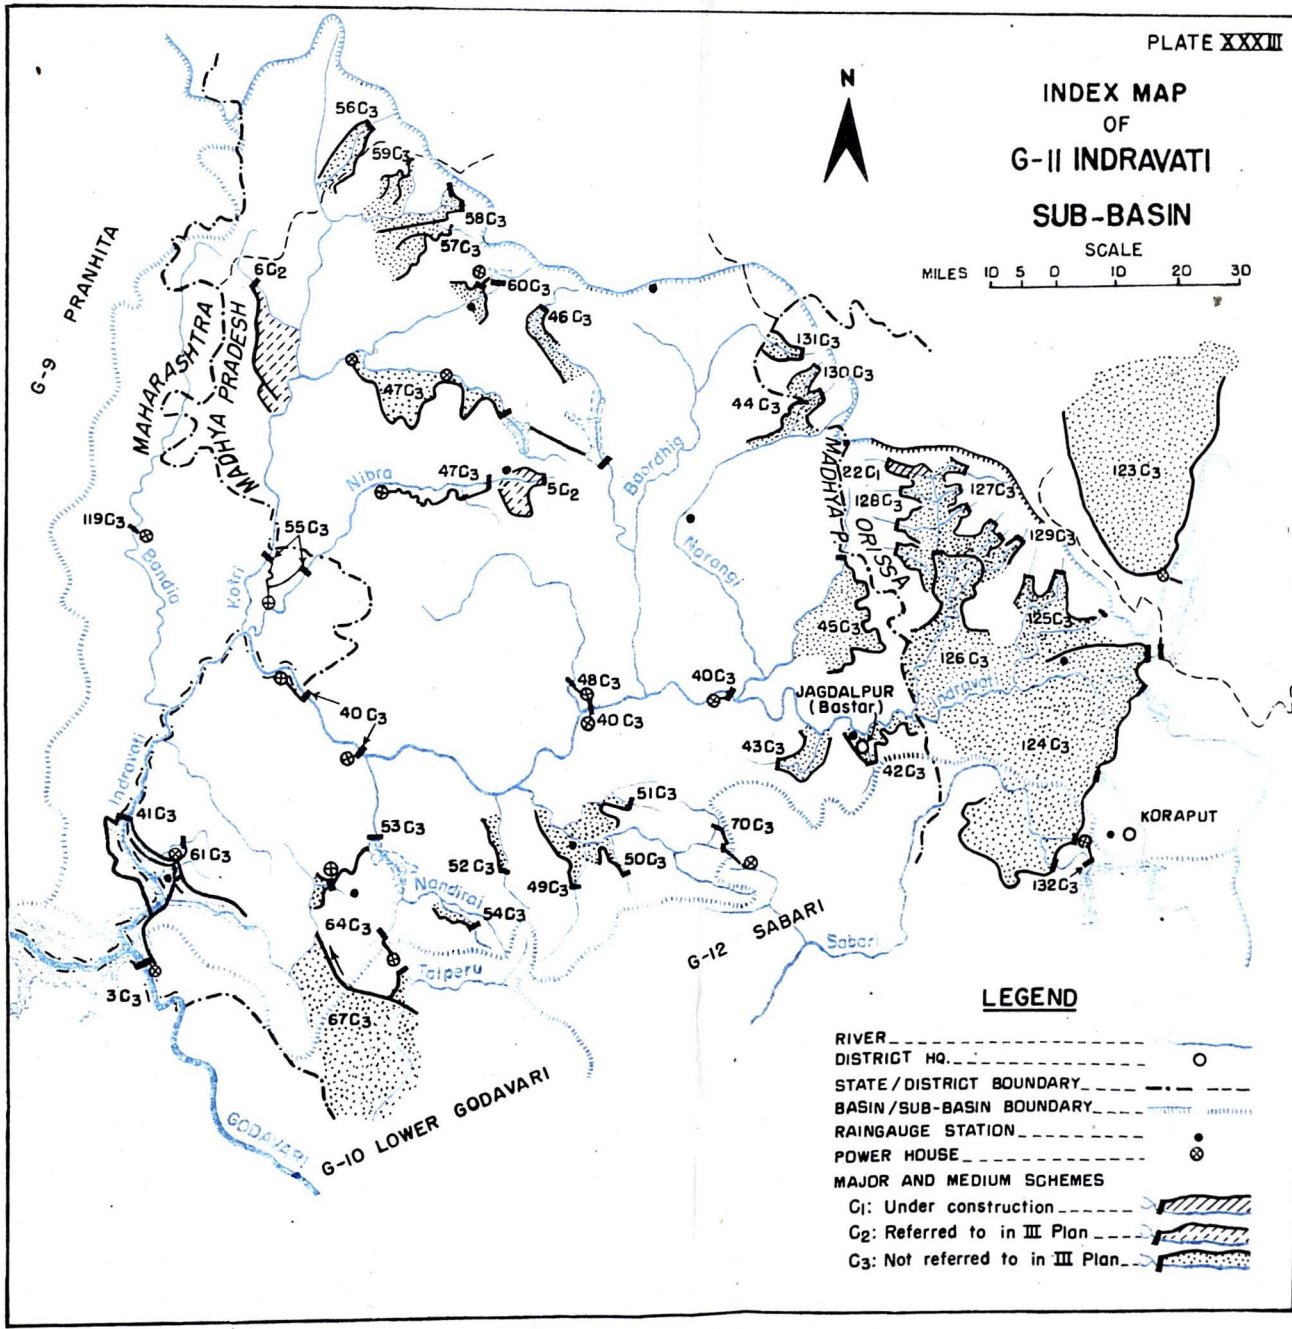 PLATE XXXIII
INDEX MAP
OF
G-11 INDRAVATI
SUB-BASIN
SCALE
MILES 10 5 0 10 20 30
N
56C3
59C3
58C3
57C3
6C2
60C3
46C3
G-9 PRANHITA
MAHARASHTRA
MADHYA PRADESH
131C3
130C3
44C3
47C3
123C3
Baordhig
MADHYA-P
ORISSA
22C1
127C3
128C3
129C3
Nibra
47C3
5C2
119C3
55C3
Bandia
Kotri
Narangi
45C3
125C3
126C3
48C3
40C3
40C3
JAGDALPUR
(Bastar)
Indravati
40C3
43C3
42C3
124C3
Indravati
41C3
61C3
53C3
51C3
70C3
KORAPUT
52C3
49C3
50C3
132C3
Nandirai
54C3
64C3
G-12 SABARI
Sabari
Talperu
3C3
67C3
G-10 LOWER GODAVARI
GODAVARI
LEGEND
RIVER
DISTRICT HQ.
STATE/DISTRICT BOUNDARY
BASIN/SUB-BASIN BOUNDARY
RAINGAUGE STATION
POWER HOUSE
MAJOR AND MEDIUM SCHEMES
C1: Under construction
C2: Referred to in III Plan
C3: Not referred to in III Plan